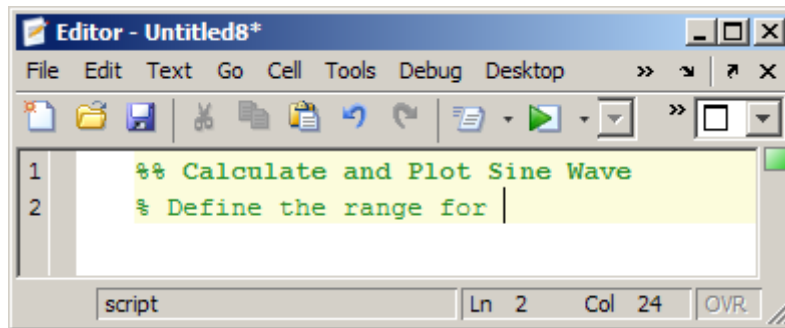 Editor - Untitled8*
File Edit Text Go Cell Tools Debug Desktop
1 %% Calculate and Plot Sine Wave
2 % Define the range for
script Ln 2 Col 24 OVR